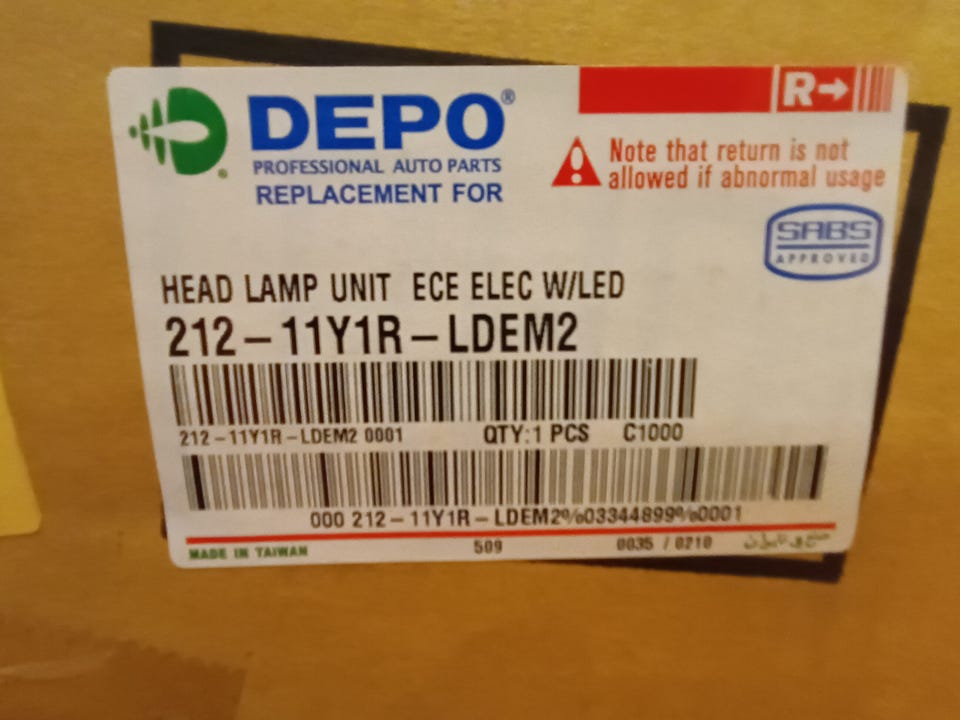 DEPO®
PROFESSIONAL AUTO PARTS
REPLACEMENT FOR
R→
Note that return is not
allowed if abnormal usage
SABS
APPROVED
HEAD LAMP UNIT ECE ELEC W/LED
212-11Y1R-LDEM2
212-11Y1R-LDEM2 0001 QTY:1 PCS C1000
000 212-11Y1R-LDEM2%03344899%0001
MADE IN TAIWAN 509 0035 / 0210